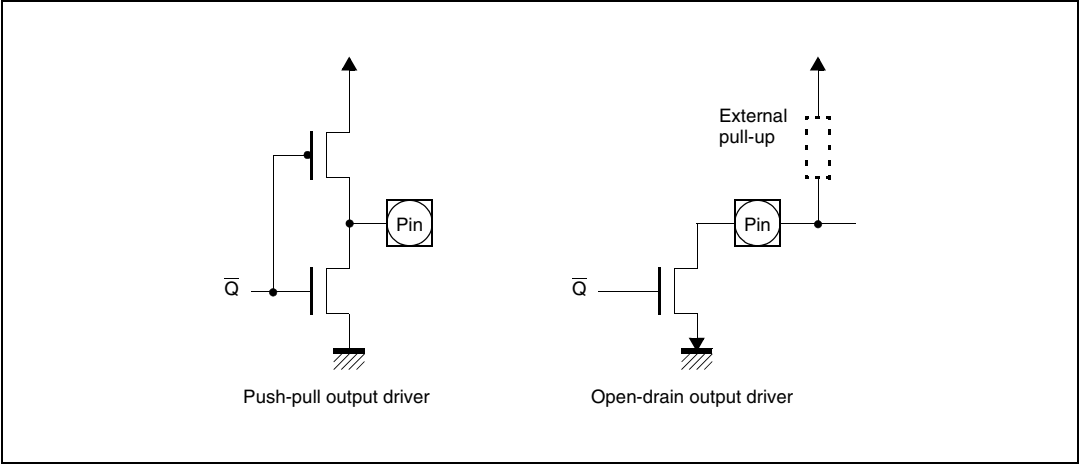 External
pull-up
Pin
Pin
Q̅
Q̅
Push-pull output driver
Open-drain output driver